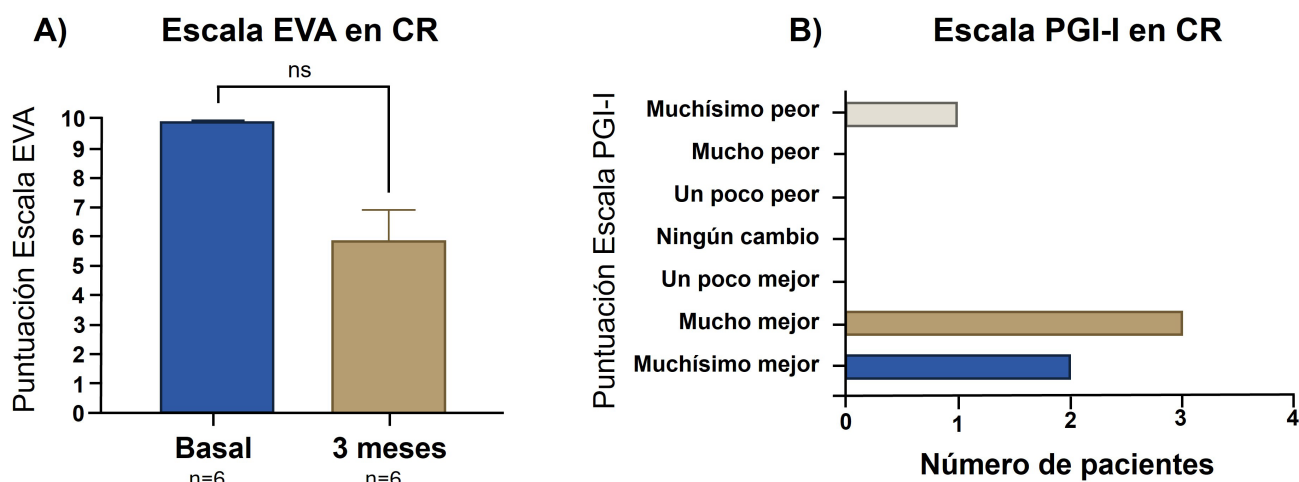 A) Escala EVA en CR
ns
Puntuación Escala EVA
10
9
8
7
6
5
4
3
2
1
0
Basal 3 meses
n=6 n=6
B) Escala PGI-I en CR
Puntuación Escala PGI-I
Muchísimo peor
Mucho peor
Un poco peor
Ningún cambio
Un poco mejor
Mucho mejor
Muchísimo mejor
0 1 2 3 4
Número de pacientes